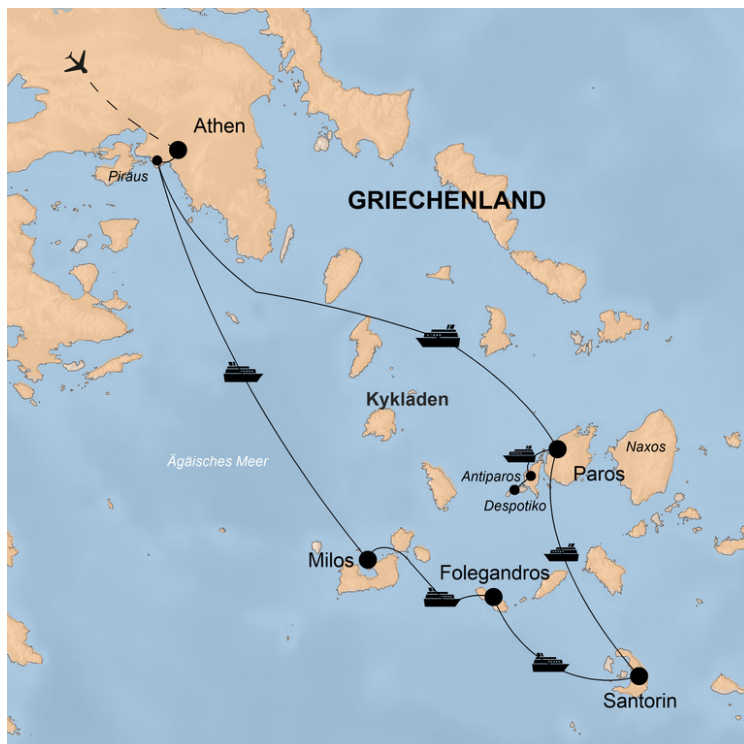 Athen
Piräus
GRIECHENLAND
Kykladen
Ägäisches Meer
Naxos
Antiparos
Paros
Despotiko
Milos
Folegandros
Santorin